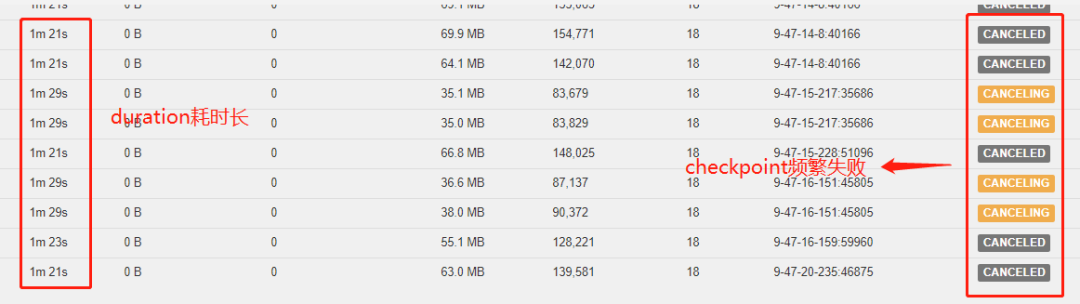 1m 21s 0 B 0 69.9 MB 154,771 18 9-47-14-8:40166 CANCELED
1m 21s 0 B 0 64.1 MB 142,070 18 9-47-14-8:40166 CANCELED
1m 29s 0 B 0 35.1 MB 83,679 18 9-47-15-217:35686 CANCELING
duration耗时长
1m 29s 0 B 0 35.0 MB 83,829 18 9-47-15-217:35686 CANCELING
1m 21s 0 B 0 66.8 MB 148,025 18 9-47-15-228:51096 CANCELED
checkpoint频繁失败
1m 29s 0 B 0 36.6 MB 87,137 18 9-47-16-151:45805 CANCELING
1m 29s 0 B 0 38.0 MB 90,372 18 9-47-16-151:45805 CANCELING
1m 23s 0 B 0 55.1 MB 128,221 18 9-47-16-159:59960 CANCELED
1m 21s 0 B 0 63.0 MB 139,581 18 9-47-20-235:46875 CANCELED